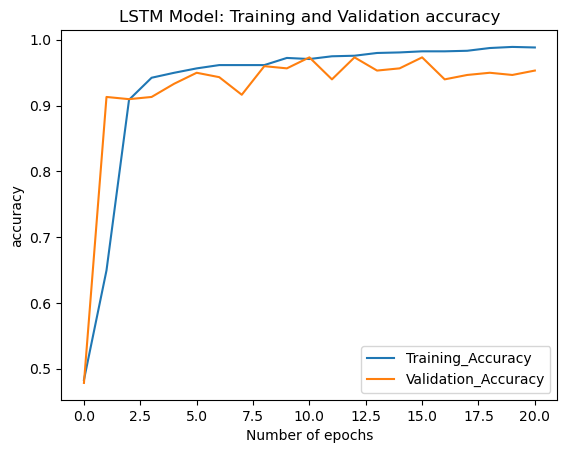 LSTM Model: Training and Validation accuracy
1.0
0.9
0.8
0.7
0.6
0.5
accuracy
Training_Accuracy
Validation_Accuracy
0.0 2.5 5.0 7.5 10.0 12.5 15.0 17.5 20.0
Number of epochs